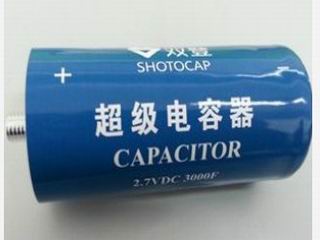 双登
SHOTOCAP
+ -
超级电容器
CAPACITOR
2.7VDC 3000F